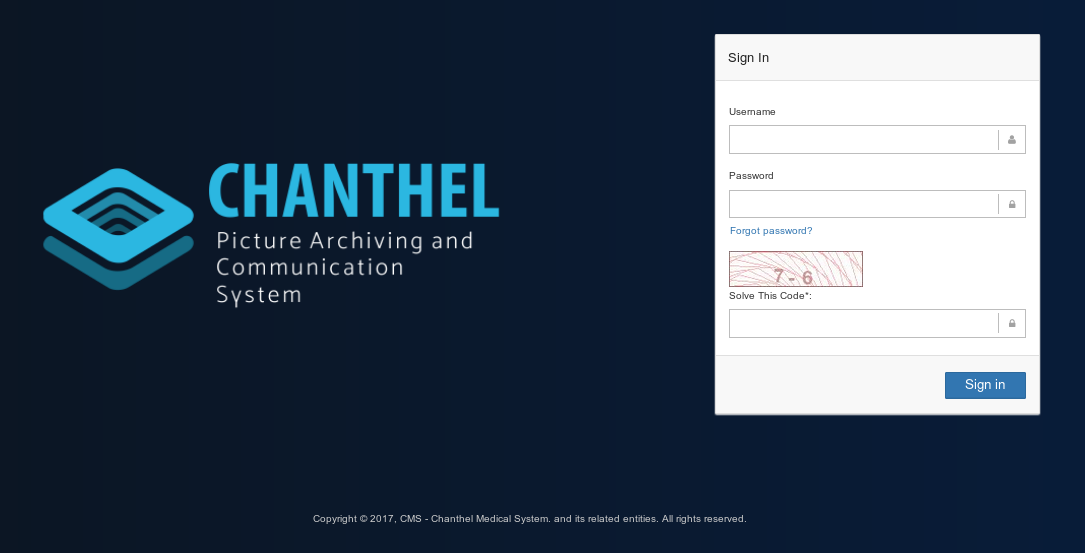 CHANTHEL
Picture Archiving and
Communication
System
Sign In
Username
Password
Forgot password?
7 - 6
Solve This Code*:
Sign in
Copyright © 2017, CMS - Chanthel Medical System. and its related entities. All rights reserved.